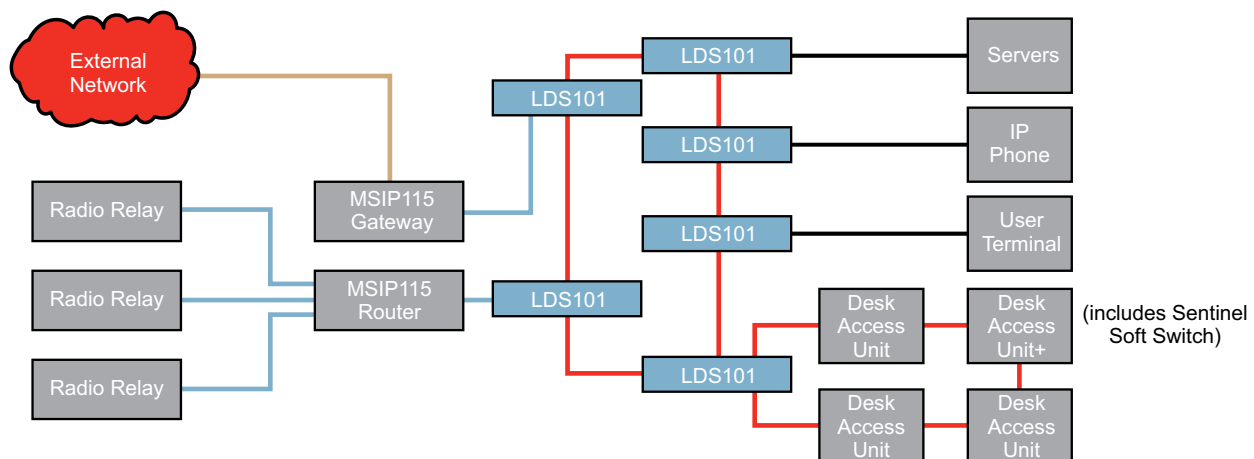 External
Network
Radio Relay
Radio Relay
Radio Relay
MSIP115
Gateway
MSIP115
Router
LDS101
LDS101
LDS101
LDS101
LDS101
LDS101
Servers
IP
Phone
User
Terminal
Desk
Access
Unit
Desk
Access
Unit+
(includes Sentinel
Soft Switch)
Desk
Access
Unit
Desk
Access
Unit